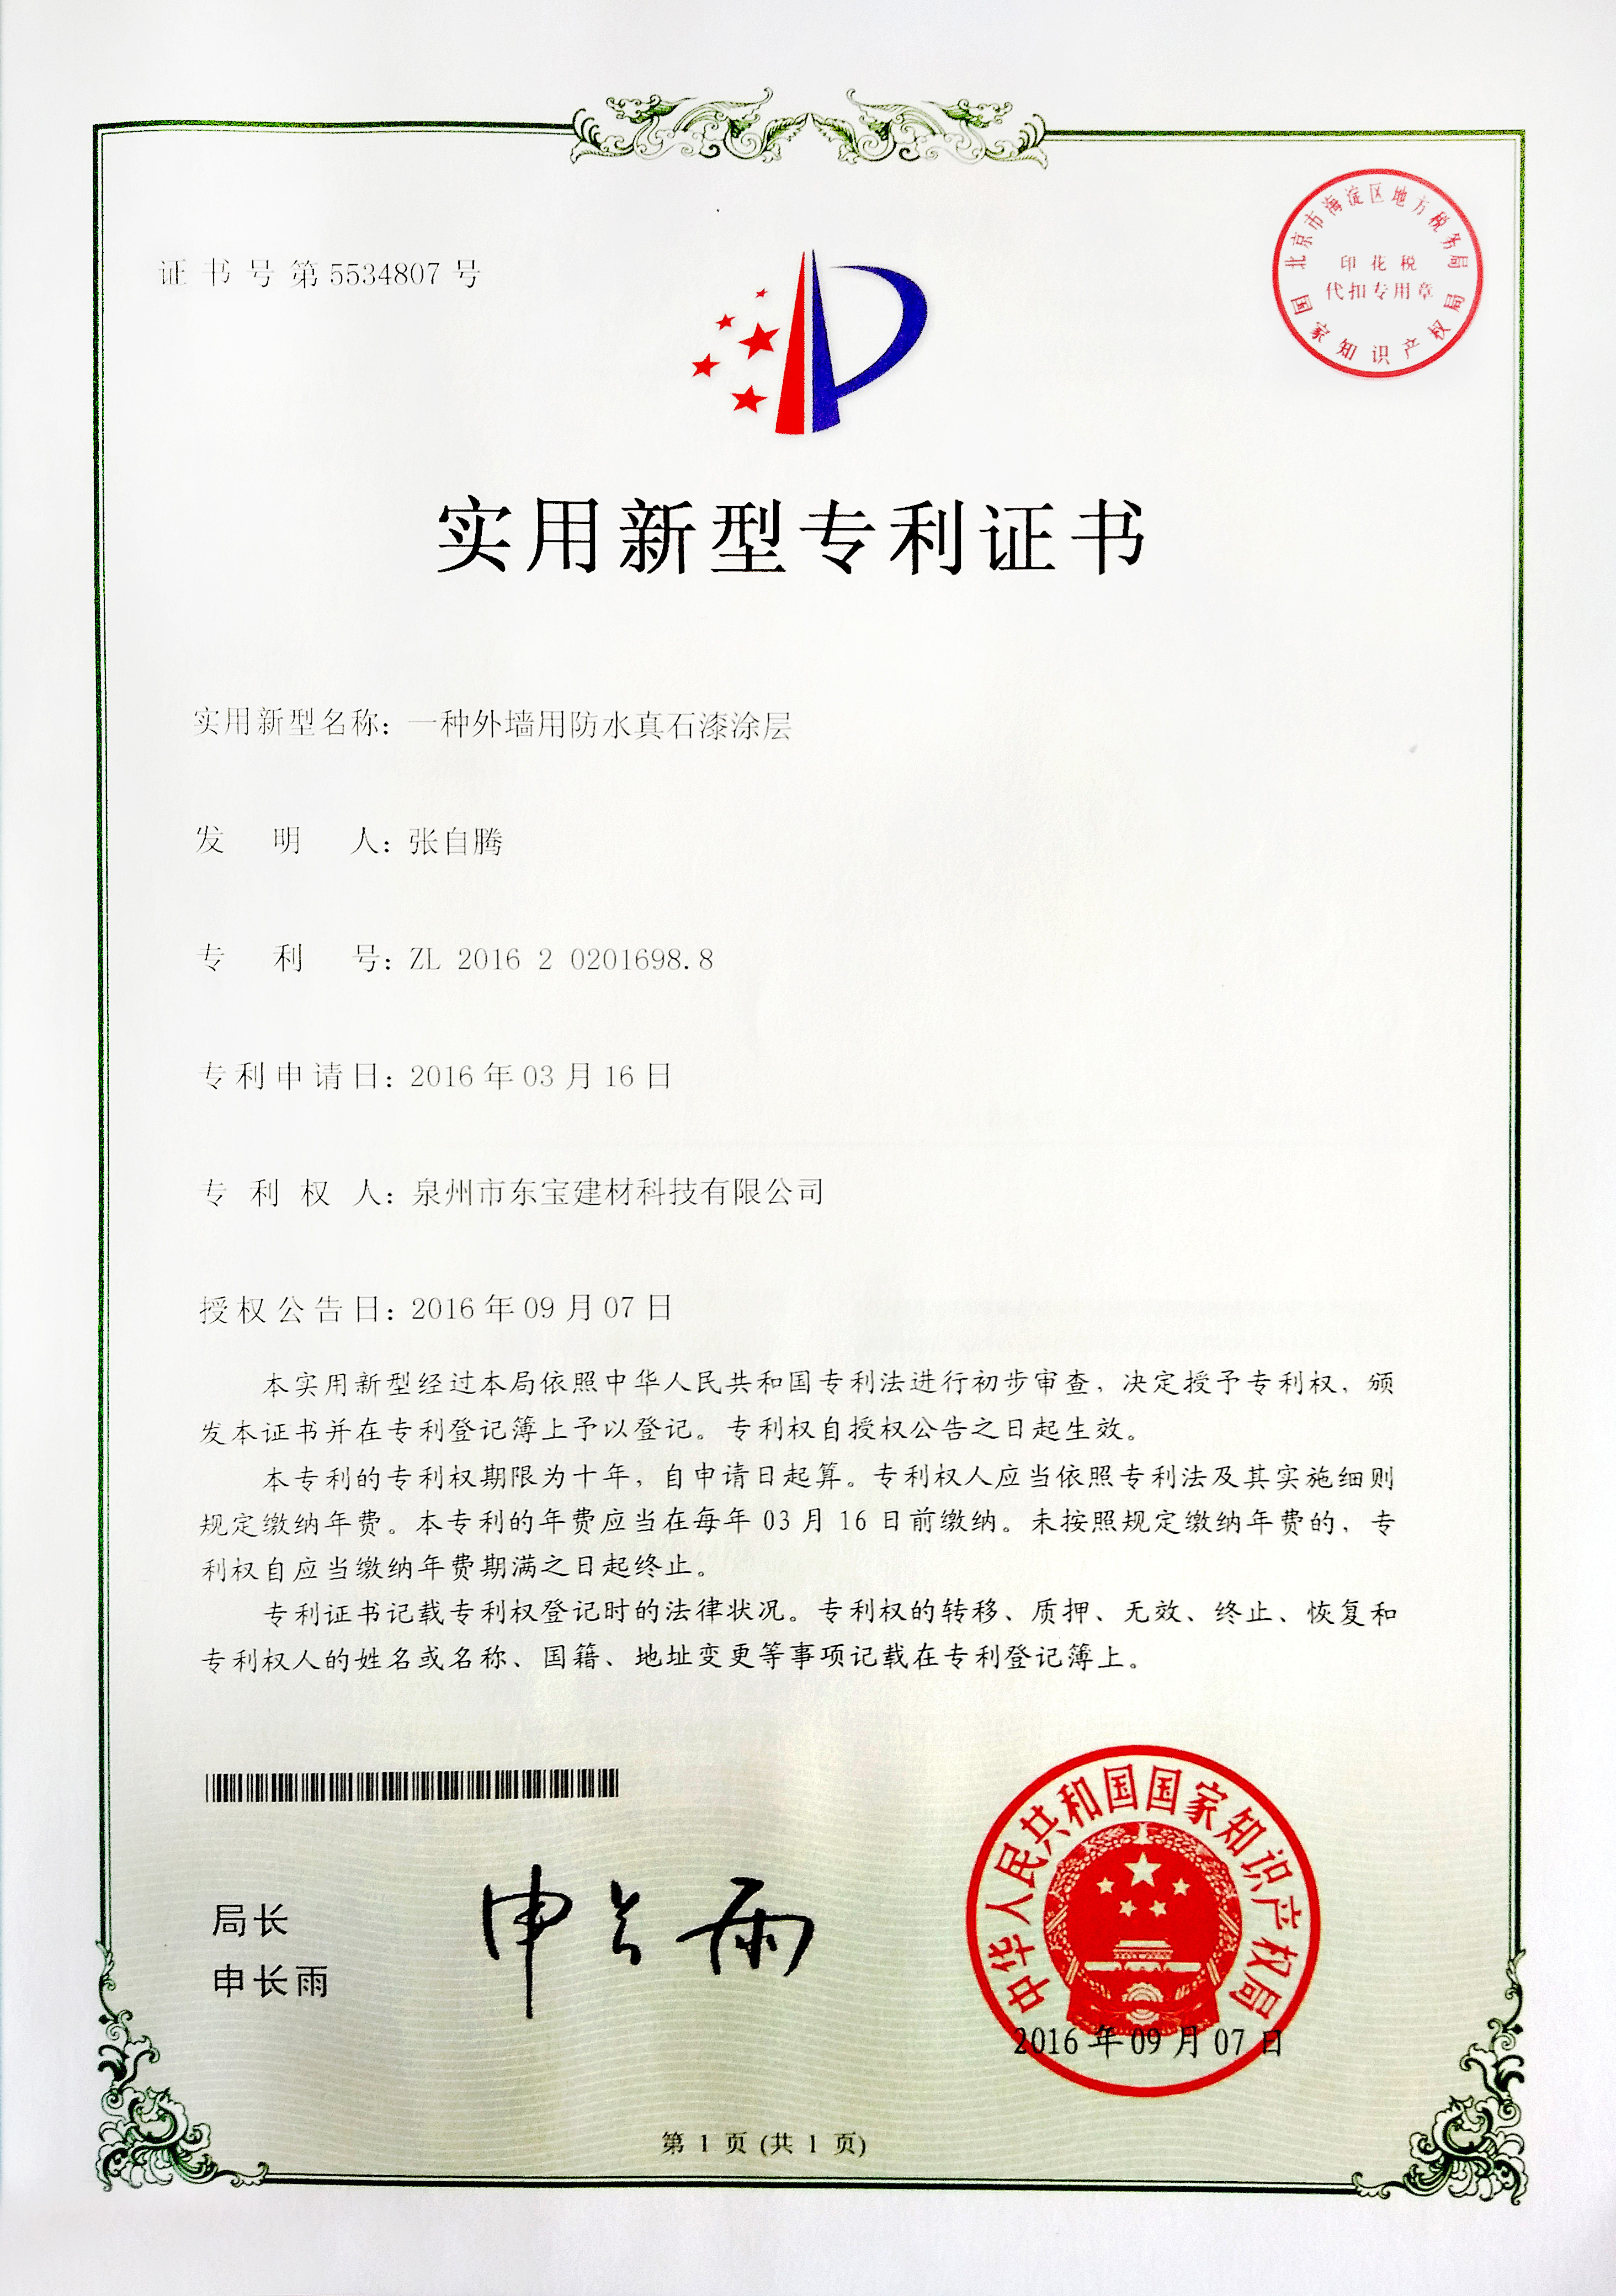 证书号第5534807号
北京市海淀区地方税务局
印花税
代扣专用章
国家知识产权局
实用新型专利证书
实用新型名称：一种外墙用防水真石漆涂层
发明人：张自腾
专利号：ZL 2016 2 0201698.8
专利申请日：2016年03月16日
专利权人：泉州市东宝建材科技有限公司
授权公告日：2016年09月07日
本实用新型经过本局依照中华人民共和国专利法进行初步审查，决定授予专利权，颁
发本证书并在专利登记簿上予以登记。专利权自授权公告之日起生效。
本专利的专利权期限为十年，自申请日起算。专利权人应当依照专利法及其实施细则
规定缴纳年费。本专利的年费应当在每年03月16日前缴纳。未按照规定缴纳年费的，专
利权自应当缴纳年费期满之日起终止。
专利证书记载专利权登记时的法律状况。专利权的转移、质押、无效、终止、恢复和
专利权人的姓名或名称、国籍、地址变更等事项记载在专利登记簿上。
局长
申长雨
申长雨
中华人民共和国国家知识产权局
2016年09月07日
第1页(共1页)